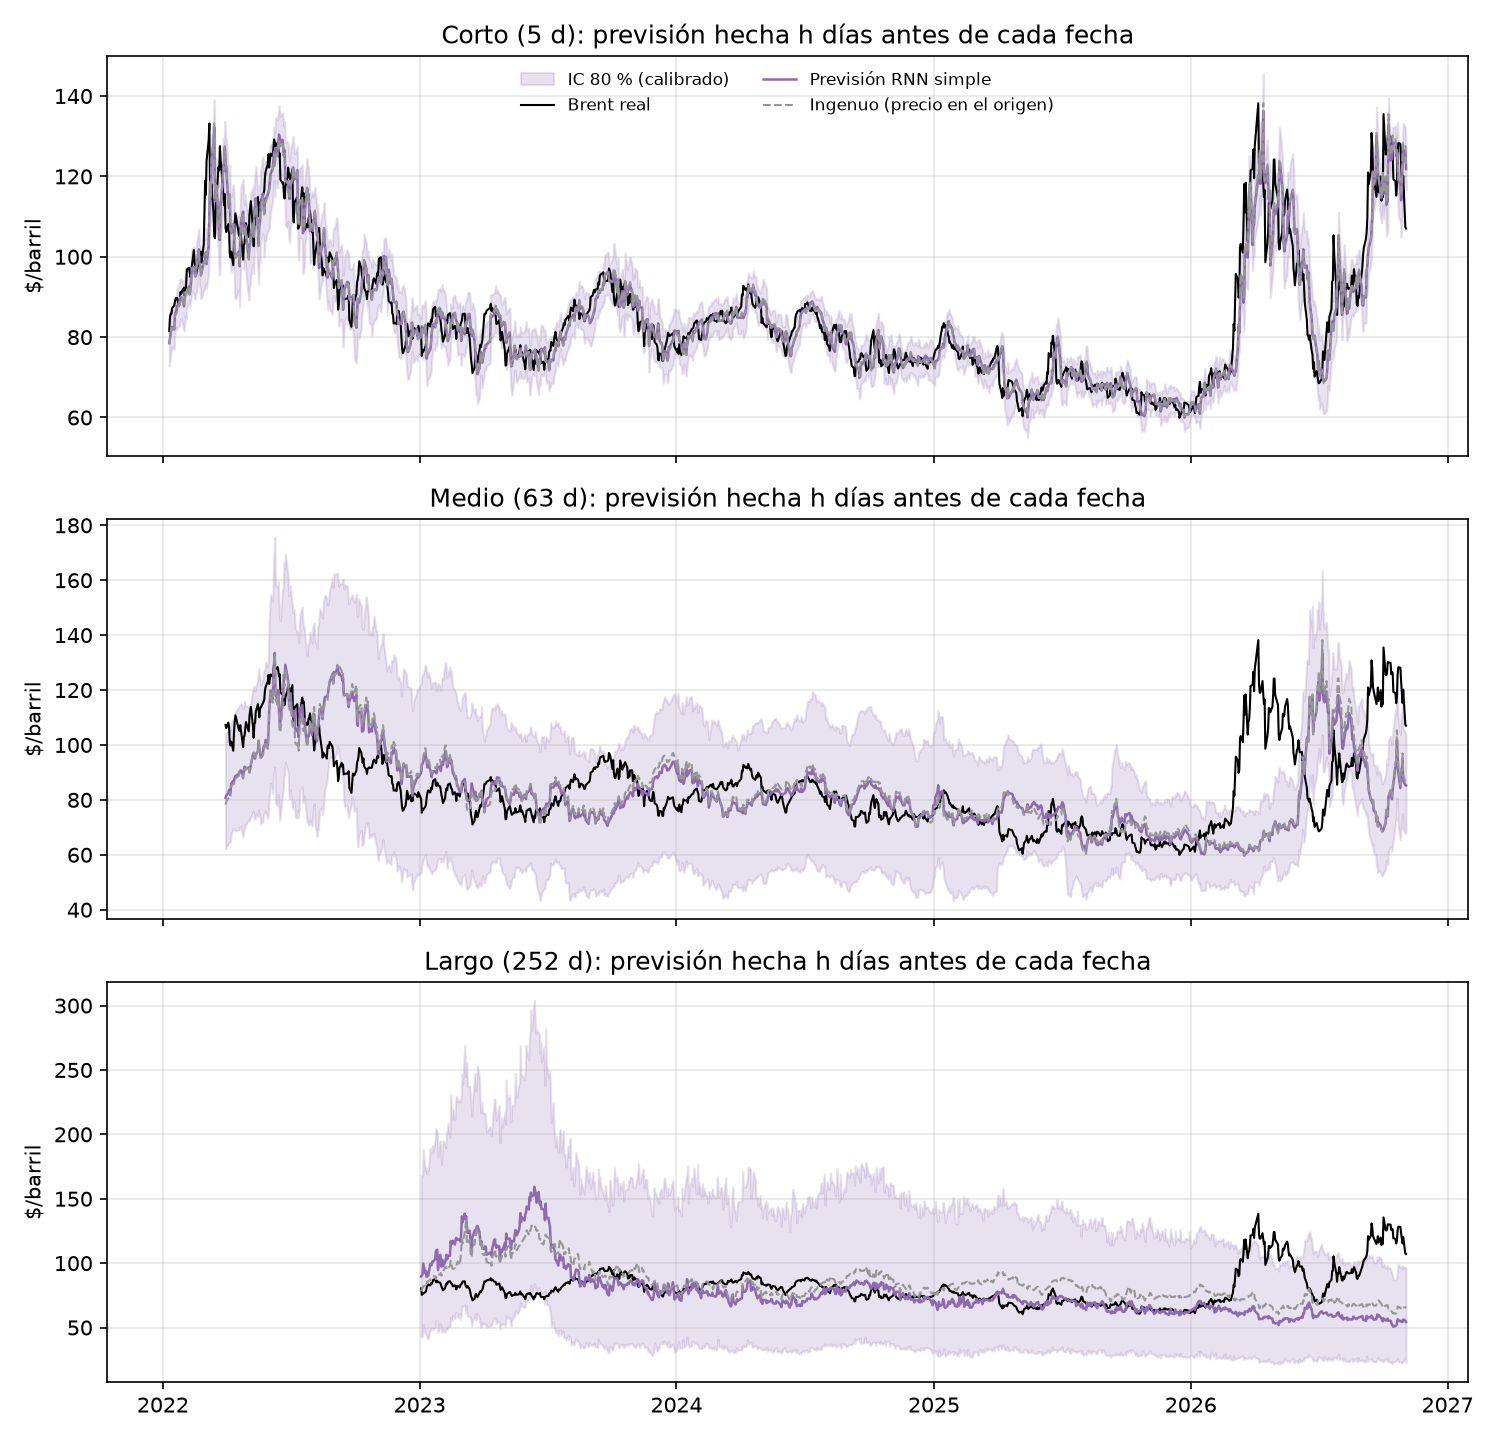 Corto (5 d): previsión hecha h días antes de cada fecha
IC 80 % (calibrado)
Brent real
Previsión RNN simple
Ingenuo (precio en el origen)
$/barril
140
120
100
80
60
Medio (63 d): previsión hecha h días antes de cada fecha
$/barril
180
160
140
120
100
80
60
40
Largo (252 d): previsión hecha h días antes de cada fecha
$/barril
300
250
200
150
100
50
2022 2023 2024 2025 2026 2027